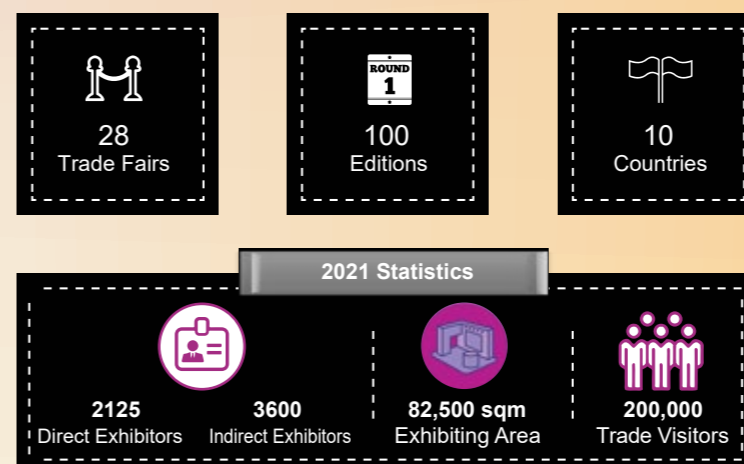 ROUND
1
28
Trade Fairs
100
Editions
10
Countries
2021 Statistics
2125
Direct Exhibitors
3600
Indirect Exhibitors
82,500 sqm
Exhibiting Area
200,000
Trade Visitors